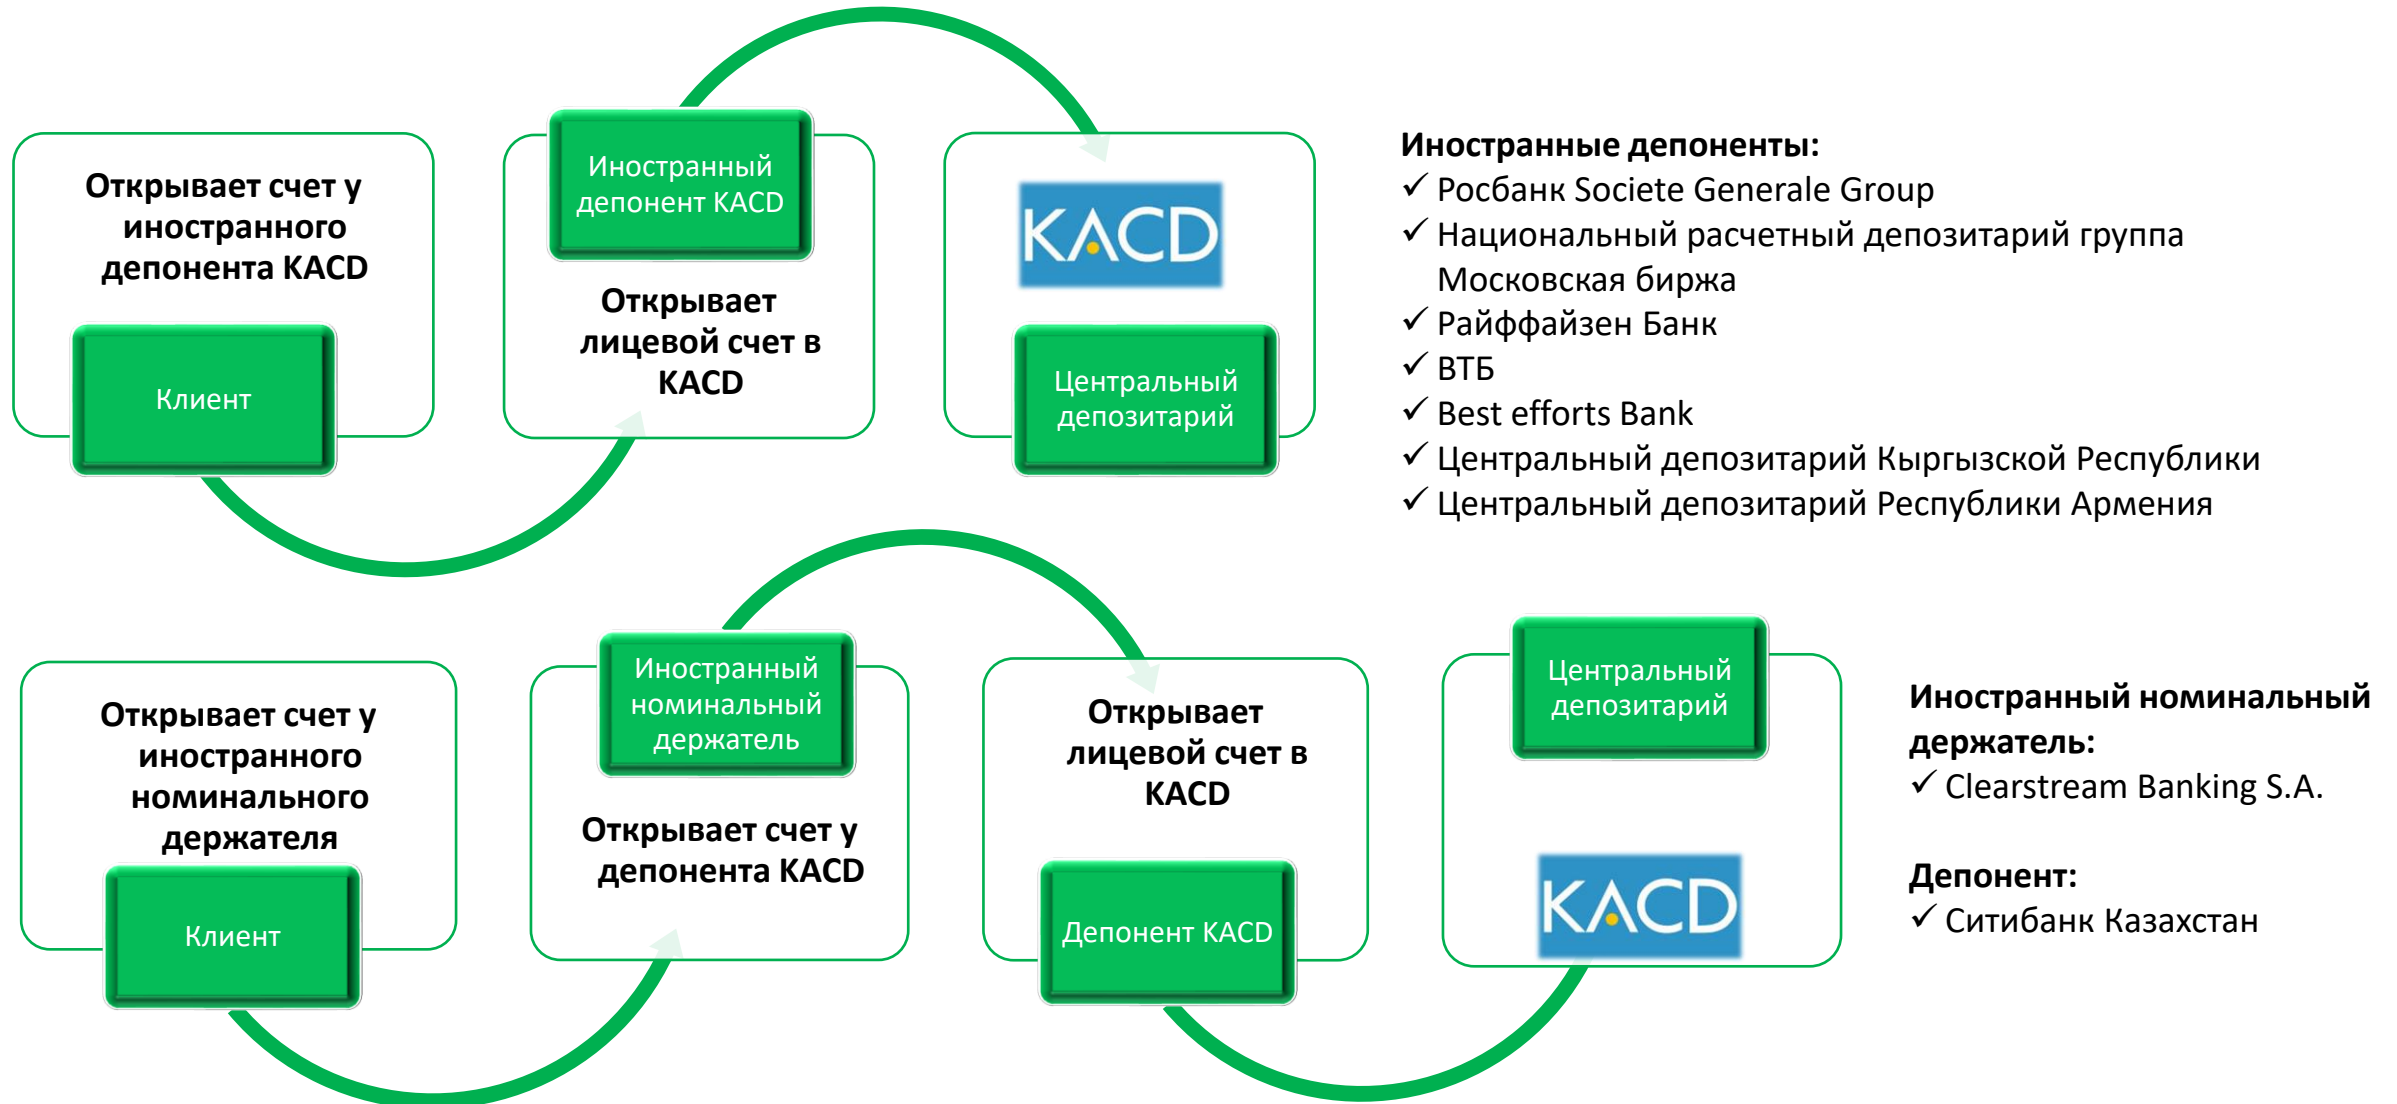 Открывает счет у
иностранного
депонента KACD
Клиент
Иностранный
депонент KACD
Открывает
лицевой счет в
KACD
KACD
Центральный
депозитарий
Иностранные депоненты:
✓ Росбанк Societe Generale Group
✓ Национальный расчетный депозитарий группа
Московская биржа
✓ Райффайзен Банк
✓ ВТБ
✓ Best efforts Bank
✓ Центральный депозитарий Кыргызской Республики
✓ Центральный депозитарий Республики Армения
Открывает счет у
иностранного
номинального
держателя
Клиент
Иностранный
номинальный
держатель
Открывает счет у
депонента KACD
Открывает
лицевой счет в
KACD
Депонент KACD
Центральный
депозитарий
KACD
Иностранный номинальный
держатель:
✓ Clearstream Banking S.A.
Депонент:
✓ Ситибанк Казахстан